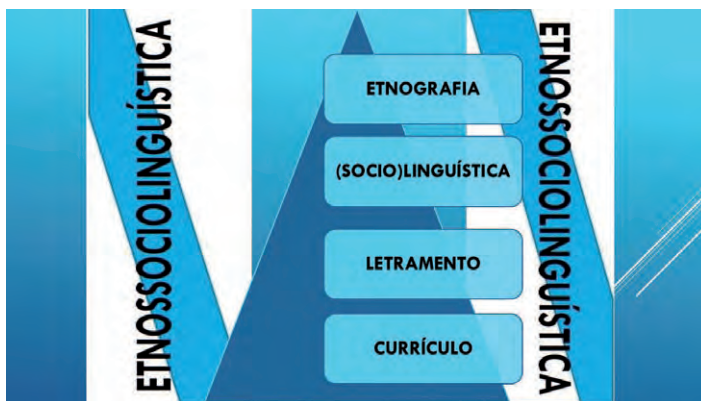 ETNOSSOCIOLINGUÍSTICA
ETNOGRAFIA
(SOCIO)LINGUÍSTICA
LETRAMENTO
CURRÍCULO
ETNOSSOCIOLINGUÍSTICA